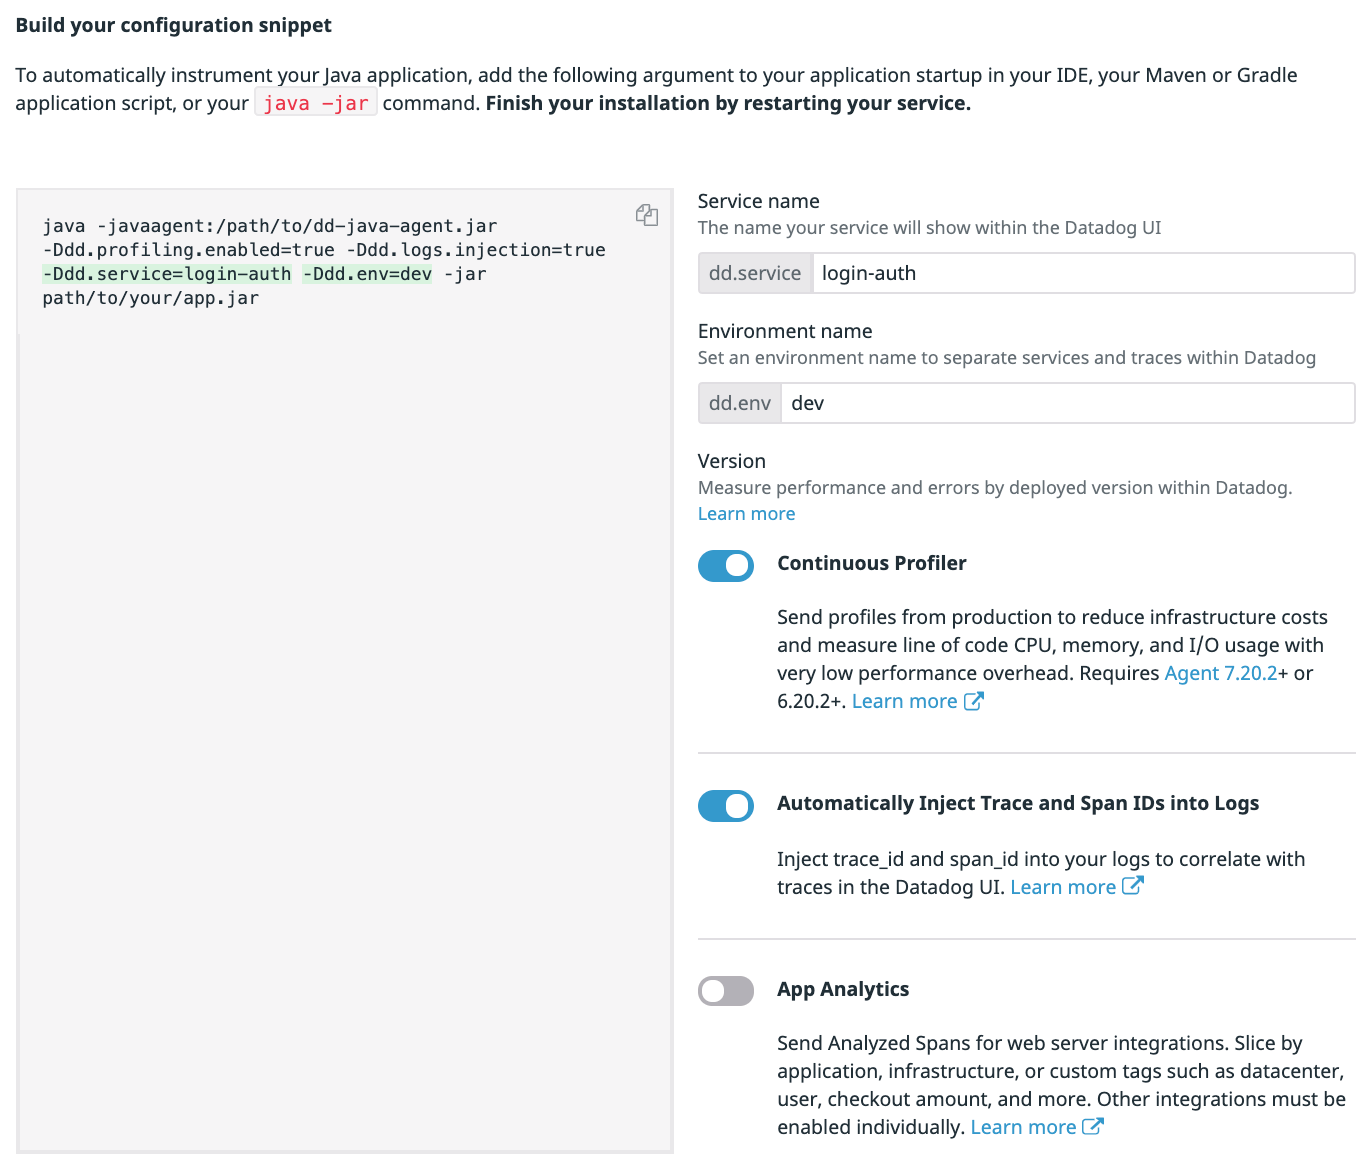 Build your configuration snippet
To automatically instrument your Java application, add the following argument to your application startup in your IDE, your Maven or Gradle
application script, or your java -jar command. Finish your installation by restarting your service.
java -javaagent:/path/to/dd-java-agent.jar
-Ddd.profiling.enabled=true -Ddd.logs.injection=true
-Ddd.service=login-auth -Ddd.env=dev -jar
path/to/your/app.jar
Service name
The name your service will show within the Datadog UI
dd.service login-auth
Environment name
Set an environment name to separate services and traces within Datadog
dd.env dev
Version
Measure performance and errors by deployed version within Datadog.
Learn more
Continuous Profiler
Send profiles from production to reduce infrastructure costs
and measure line of code CPU, memory, and I/O usage with
very low performance overhead. Requires Agent 7.20.2+ or
6.20.2+. Learn more
Automatically Inject Trace and Span IDs into Logs
Inject trace_id and span_id into your logs to correlate with
traces in the Datadog UI. Learn more
App Analytics
Send Analyzed Spans for web server integrations. Slice by
application, infrastructure, or custom tags such as datacenter,
user, checkout amount, and more. Other integrations must be
enabled individually. Learn more